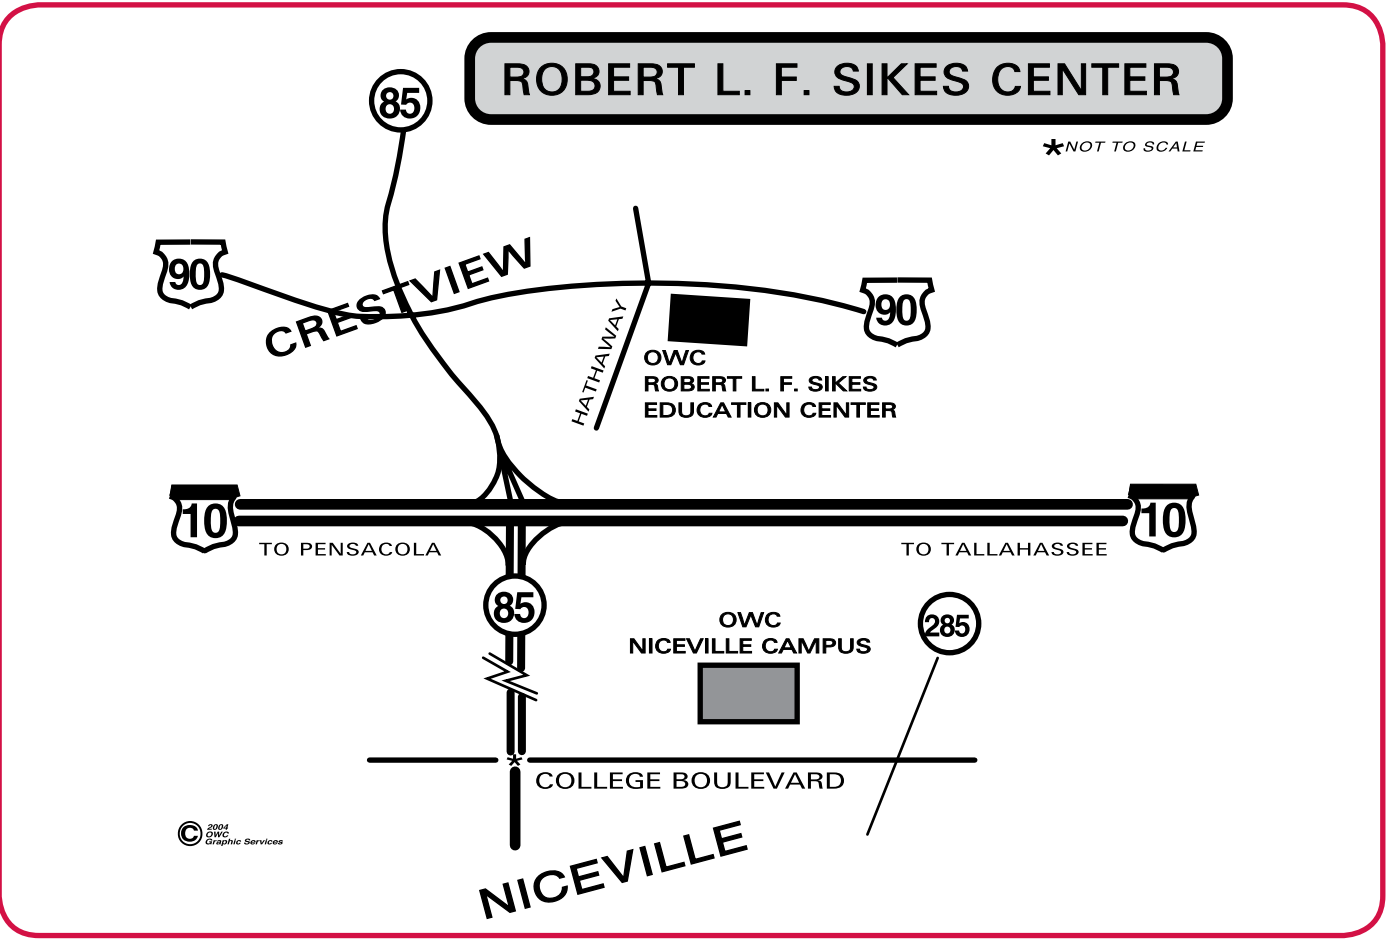 ROBERT L. F. SIKES CENTER
*NOT TO SCALE
85
90
CRESTVIEW
HATHAWAY
90
OWC
ROBERT L. F. SIKES
EDUCATION CENTER
10
10
TO PENSACOLA
TO TALLAHASSEE
85
OWC
NICEVILLE CAMPUS
285
*
COLLEGE BOULEVARD
NICEVILLE
© 2004
OWC
Graphic Services